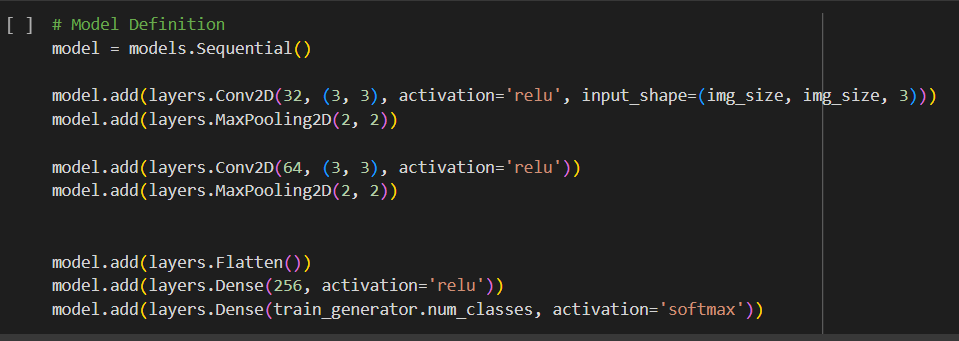 [ ] # Model Definition
model = models.Sequential()
model.add(layers.Conv2D(32, (3, 3), activation='relu', input_shape=(img_size, img_size, 3)))
model.add(layers.MaxPooling2D(2, 2))
model.add(layers.Conv2D(64, (3, 3), activation='relu'))
model.add(layers.MaxPooling2D(2, 2))
model.add(layers.Flatten())
model.add(layers.Dense(256, activation='relu'))
model.add(layers.Dense(train_generator.num_classes, activation='softmax'))